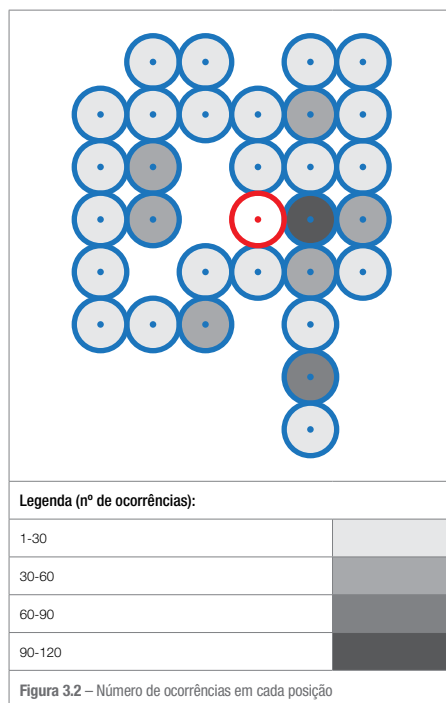 Legenda (nº de ocorrências):
1-30
30-60
60-90
90-120
Figura 3.2 – Número de ocorrências em cada posição